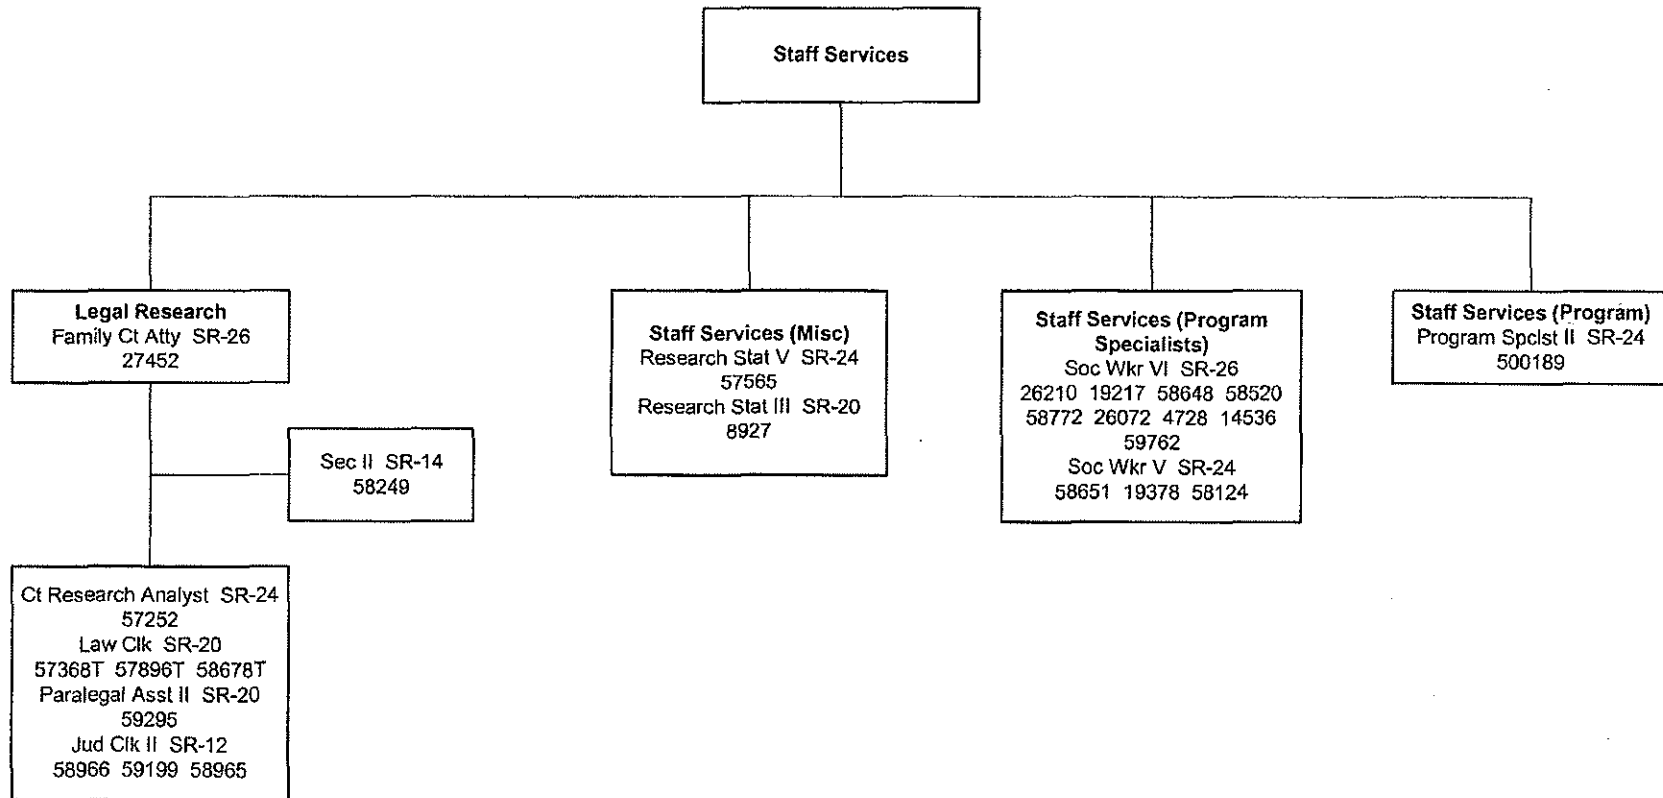 Staff Services
Legal Research
Family Ct Atty SR-26
27452
Sec II SR-14
58249
Ct Research Analyst SR-24
57252
Law Clk SR-20
57368T 57896T 58678T
Paralegal Asst II SR-20
59295
Jud Clk II SR-12
58966 59199 58965
Staff Services (Misc)
Research Stat V SR-24
57565
Research Stat III SR-20
8927
Staff Services (Program
Specialists)
Soc Wkr VI SR-26
26210 19217 58648 58520
58772 26072 4728 14536
59762
Soc Wkr V SR-24
58651 19378 58124
Staff Services (Program)
Program Spclst II SR-24
500189